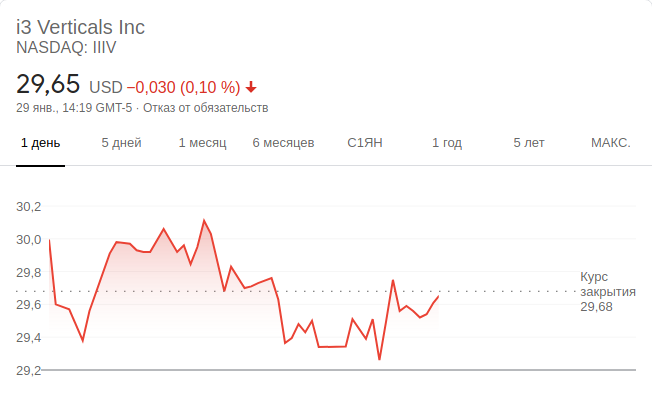 i3 Verticals Inc
NASDAQ: IIIV
29,65 USD −0,030 (0,10 %)
29 янв., 14:19 GMT-5 · Отказ от обязательств
1 день 5 дней 1 месяц 6 месяцев С1ЯН 1 год 5 лет МАКС.
30,2
30,0
29,8
Курс
закрытия
29,68
29,6
29,4
29,2